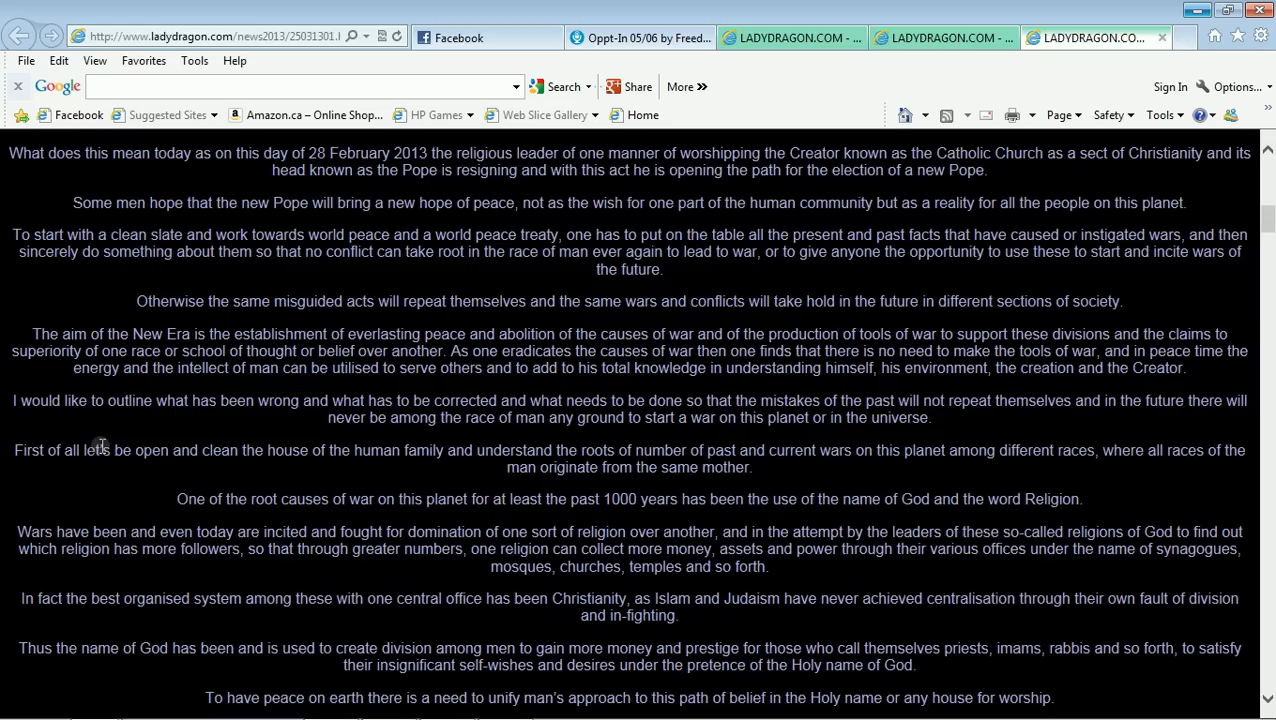 http://www.ladydragon.com/news2013/25031301.l
Facebook
Oppt-In 05/06 by Freed...
LADYDRAGON.COM - ...
LADYDRAGON.COM - ...
LADYDRAGON.CO...
File Edit View Favorites Tools Help
x Google Search Share More » Sign In Options...
Facebook Suggested Sites Amazon.ca – Online Shop... HP Games Web Slice Gallery Home Page Safety Tools
What does this mean today as on this day of 28 February 2013 the religious leader of one manner of worshipping the Creator known as the Catholic Church as a sect of Christianity and its
head known as the Pope is resigning and with this act he is opening the path for the election of a new Pope.
Some men hope that the new Pope will bring a new hope of peace, not as the wish for one part of the human community but as a reality for all the people on this planet.
To start with a clean slate and work towards world peace and a world peace treaty, one has to put on the table all the present and past facts that have caused or instigated wars, and then
sincerely do something about them so that no conflict can take root in the race of man ever again to lead to war, or to give anyone the opportunity to use these to start and incite wars of
the future.
Otherwise the same misguided acts will repeat themselves and the same wars and conflicts will take hold in the future in different sections of society.
The aim of the New Era is the establishment of everlasting peace and abolition of the causes of war and of the production of tools of war to support these divisions and the claims to
superiority of one race or school of thought or belief over another. As one eradicates the causes of war then one finds that there is no need to make the tools of war, and in peace time the
energy and the intellect of man can be utilised to serve others and to add to his total knowledge in understanding himself, his environment, the creation and the Creator.
I would like to outline what has been wrong and what has to be corrected and what needs to be done so that the mistakes of the past will not repeat themselves and in the future there will
never be among the race of man any ground to start a war on this planet or in the universe.
First of all let's be open and clean the house of the human family and understand the roots of number of past and current wars on this planet among different races, where all races of the
man originate from the same mother.
One of the root causes of war on this planet for at least the past 1000 years has been the use of the name of God and the word Religion.
Wars have been and even today are incited and fought for domination of one sort of religion over another, and in the attempt by the leaders of these so-called religions of God to find out
which religion has more followers, so that through greater numbers, one religion can collect more money, assets and power through their various offices under the name of synagogues,
mosques, churches, temples and so forth.
In fact the best organised system among these with one central office has been Christianity, as Islam and Judaism have never achieved centralisation through their own fault of division
and in-fighting.
Thus the name of God has been and is used to create division among men to gain more money and prestige for those who call themselves priests, imams, rabbis and so forth, to satisfy
their insignificant self-wishes and desires under the pretence of the Holy name of God.
To have peace on earth there is a need to unify man's approach to this path of belief in the Holy name or any house for worship.